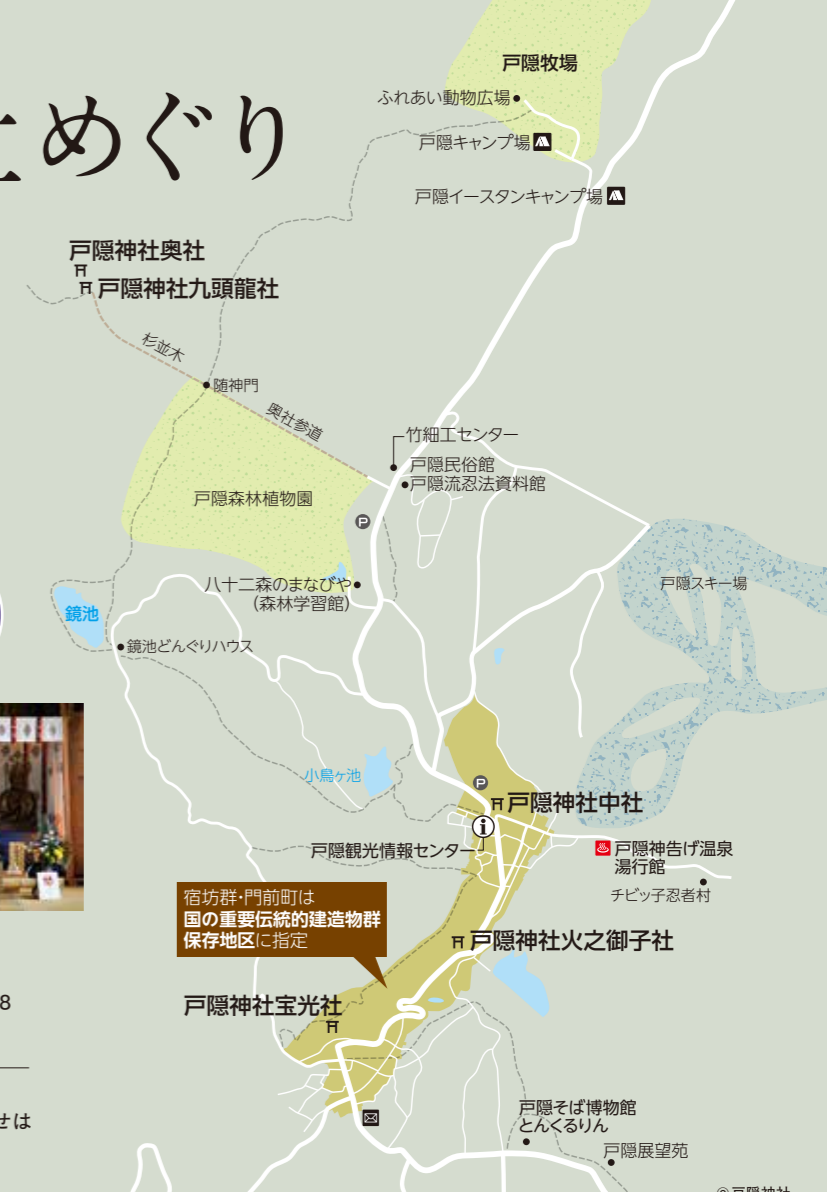 めぐり
戸隠牧場
ふれあい動物広場
戸隠キャンプ場
戸隠イースタンキャンプ場
戸隠神社奥社
戸隠神社九頭龍社
杉並木
随神門
奥社参道
竹細工センター
戸隠民俗館
戸隠流忍法資料館
戸隠森林植物園
P
八十二森のまなびや
(森林学習館)
戸隠スキー場
鏡池
鏡池どんぐりハウス
小鳥ヶ池
P
戸隠神社中社
i
戸隠観光情報センター
戸隠神告げ温泉
湯行館
チビッ子忍者村
宿坊群・門前町は
国の重要伝統的建造物群
保存地区に指定
戸隠神社火之御子社
戸隠神社宝光社
8
せは
戸隠そば博物館
とんくるりん
戸隠展望苑